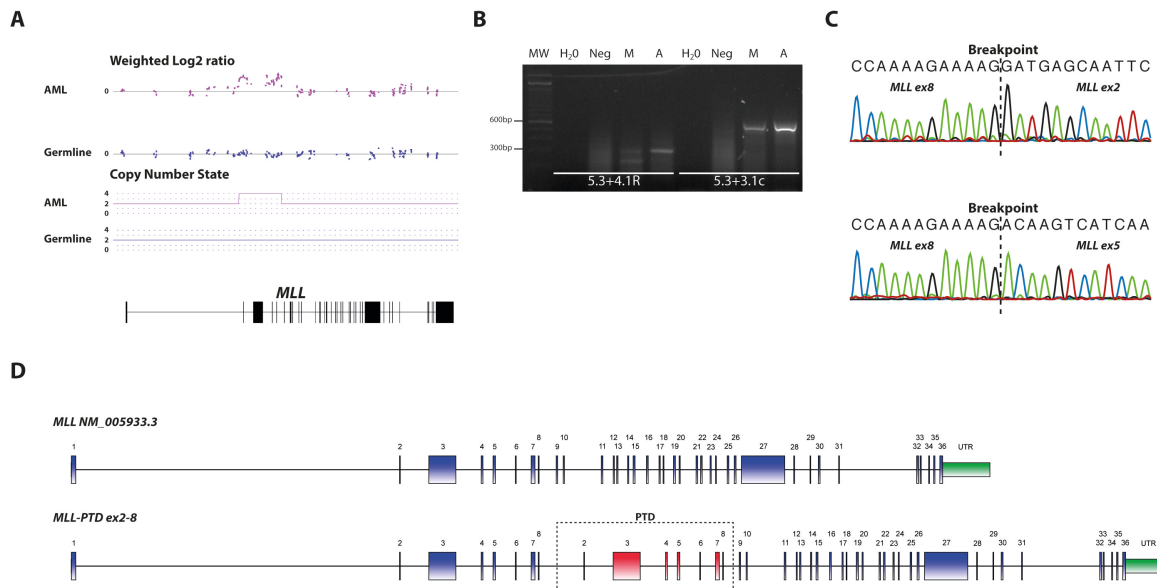 A
Weighted Log2 ratio
AML 0
Germline 0
Copy Number State
AML 4 2 0
Germline 4 2 0
MLL
B
MW H20 Neg M A H20 Neg M A
600bp
300bp
5.3+4.1R 5.3+3.1c
C
Breakpoint
CCAAAAGAAAAGGATGAGCAATTC
MLL ex8 MLL ex2
Breakpoint
CCAAAAGAAAAGACAAGTCATCAA
MLL ex8 MLL ex5
D
MLL NM_005933.3
1 2 3 4 5 6 7 8 9 10 11 12 13 14 15 16 17 18 19 20 21 22 23 24 25 26 27 28 29 30 31 32 33 34 35 36 UTR
MLL-PTD ex2-8
PTD
1 2 3 4 5 6 7 8 2 3 4 5 6 7 8 9 10 11 12 13 14 15 16 17 18 19 20 21 22 23 24 25 26 27 28 29 30 31 32 33 34 35 36 UTR